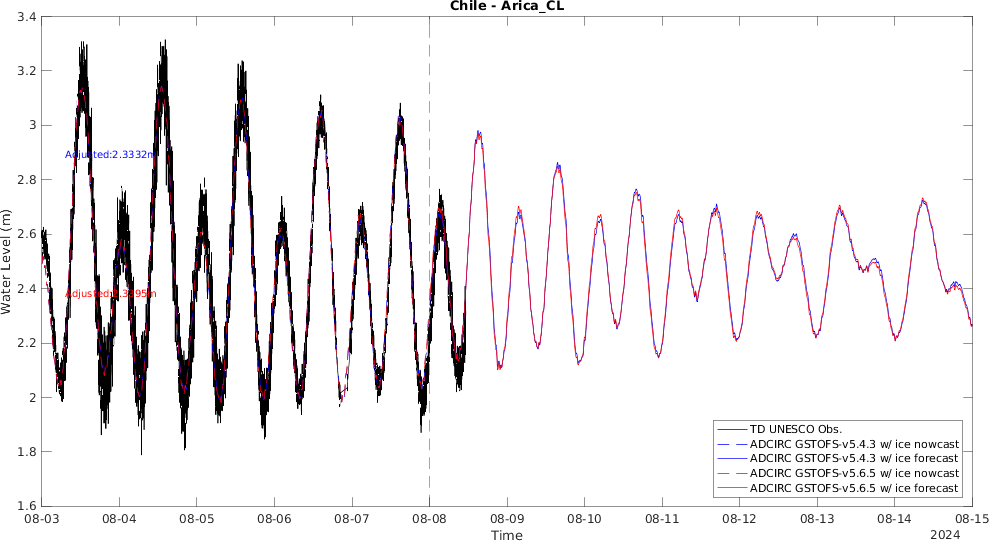 Chile - Arica_CL
3.4
3.2
3
2.8
2.6
2.4
2.2
2
1.8
1.6
Water Level (m)
Adjusted:2.3332m
TD UNESCO Obs.
ADCIRC GSTOFS-v5.4.3 w/ ice nowcast
ADCIRC GSTOFS-v5.4.3 w/ ice forecast
ADCIRC GSTOFS-v5.6.5 w/ ice nowcast
ADCIRC GSTOFS-v5.6.5 w/ ice forecast
08-03 08-04 08-05 08-06 08-07 08-08 08-09 08-10 08-11 08-12 08-13 08-14 08-15
Time
2024